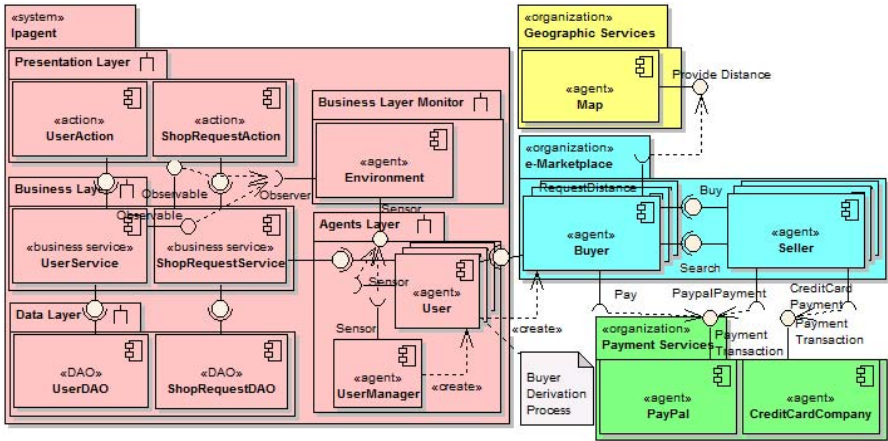 «system»
Ipagent
Presentation Layer
«action»
UserAction
«action»
ShopRequestAction
Business Layer Monitor
«agent»
Environment
Observable
Observer
Observable
Sensor
Business Laye
«business service»
UserService
«business service»
ShopRequestService
Agents Layer
Sensor
«agent»
User
Sensor
«agent»
UserManager
«create»
«create»
Data Layer
«DAO»
UserDAO
«DAO»
ShopRequestDAO
Buyer
Derivation
Process
«organization»
Geographic Services
«agent»
Map
Provide Distance
«organization»
e-Marketplace
RequestDistance
«agent»
Buyer
Buy
Search
«agent»
Seller
Pay
PaypalPayment
CreditCard
Payment
Payment
Transaction
Payment
Transaction
«organization»
Payment Services
«agent»
PayPal
«agent»
CreditCardCompany